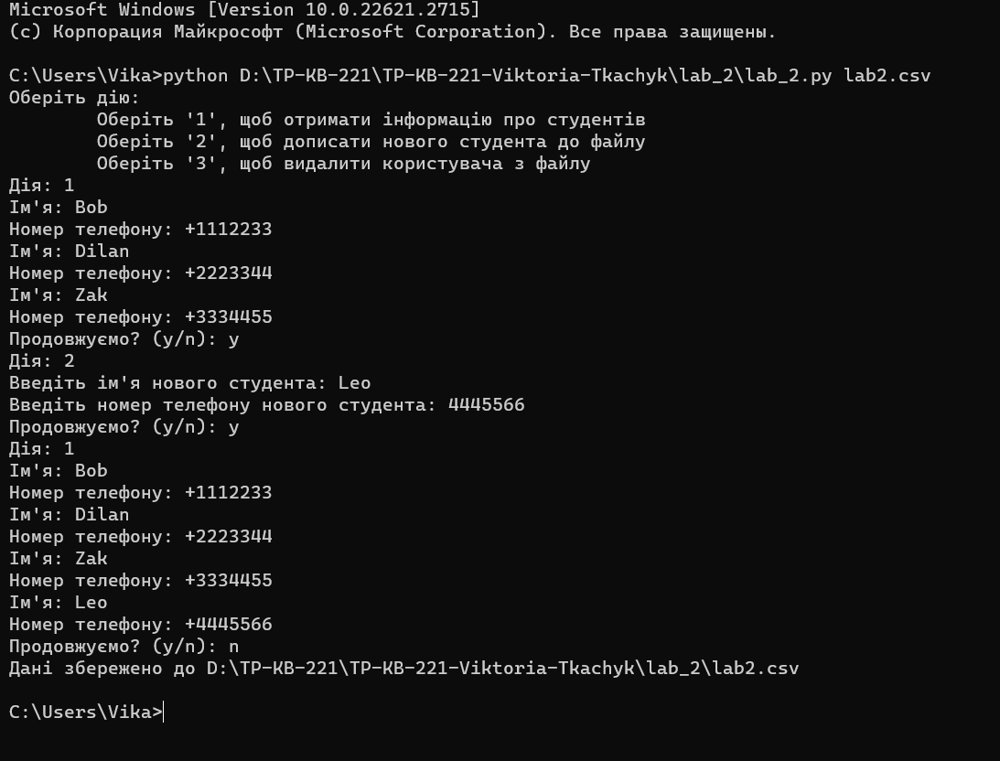 Microsoft Windows [Version 10.0.22621.2715]
(c) Корпорация Майкрософт (Microsoft Corporation). Все права защищены.
C:\Users\Vika>python D:\TP-KB-221\TP-KB-221-Viktoria-Tkachyk\lab_2\lab_2.py lab2.csv
Оберіть дію:
Оберіть '1', щоб отримати інформацію про студентів
Оберіть '2', щоб дописати нового студента до файлу
Оберіть '3', щоб видалити користувача з файлу
Дія: 1
Ім'я: Bob
Номер телефону: +1112233
Ім'я: Dilan
Номер телефону: +2223344
Ім'я: Zak
Номер телефону: +3334455
Продовжуємо? (y/n): y
Дія: 2
Введіть ім'я нового студента: Leo
Введіть номер телефону нового студента: 4445566
Продовжуємо? (y/n): y
Дія: 1
Ім'я: Bob
Номер телефону: +1112233
Ім'я: Dilan
Номер телефону: +2223344
Ім'я: Zak
Номер телефону: +3334455
Ім'я: Leo
Номер телефону: +4445566
Продовжуємо? (y/n): n
Дані збережено до D:\TP-KB-221\TP-KB-221-Viktoria-Tkachyk\lab_2\lab2.csv
C:\Users\Vika>